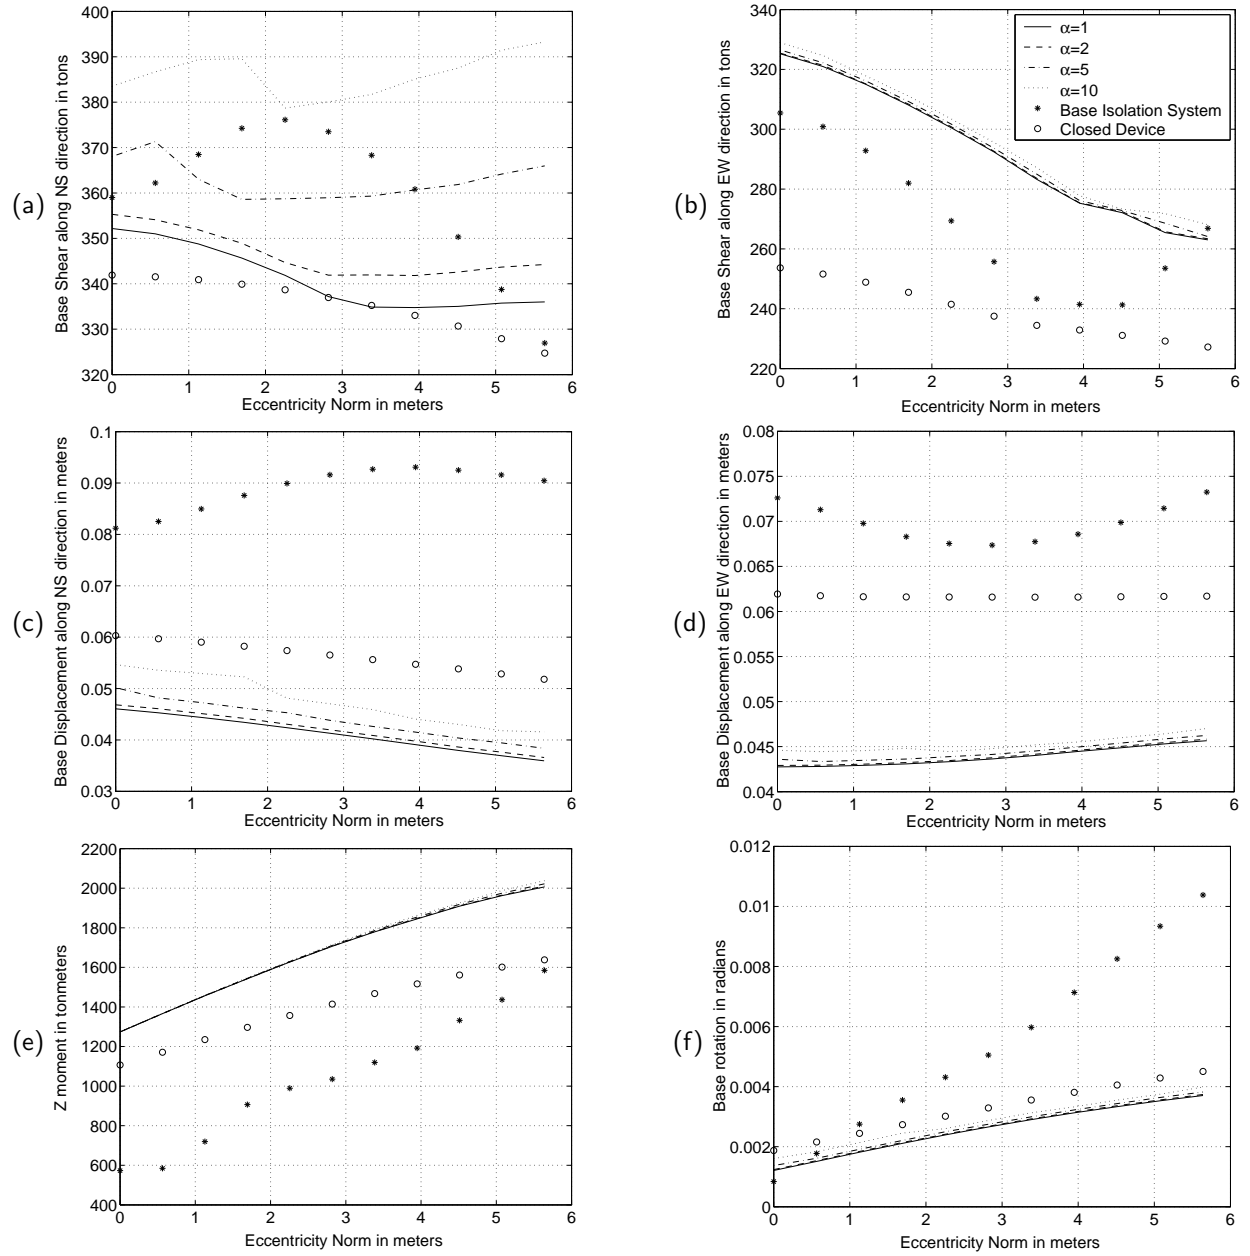 (a)
Base Shear along NS direction in tons
400
390
380
370
360
350
340
330
320
0 1 2 3 4 5 6
Eccentricity Norm in meters
(b)
Base Shear along EW direction in tons
340
320
300
280
260
240
220
0 1 2 3 4 5 6
Eccentricity Norm in meters
α=1
α=2
α=5
α=10
Base Isolation System
Closed Device
(c)
Base Displacement along NS direction in meters
0.1
0.09
0.08
0.07
0.06
0.05
0.04
0.03
0 1 2 3 4 5 6
Eccentricity Norm in meters
(d)
Base Displacement along EW direction in meters
0.08
0.075
0.07
0.065
0.06
0.055
0.05
0.045
0.04
0 1 2 3 4 5 6
Eccentricity Norm in meters
(e)
Z moment in tonmeters
2200
2000
1800
1600
1400
1200
1000
800
600
400
0 1 2 3 4 5 6
Eccentricity Norm in meters
(f)
Base rotation in radians
0.012
0.01
0.008
0.006
0.004
0.002
0
0 1 2 3 4 5 6
Eccentricity Norm in meters